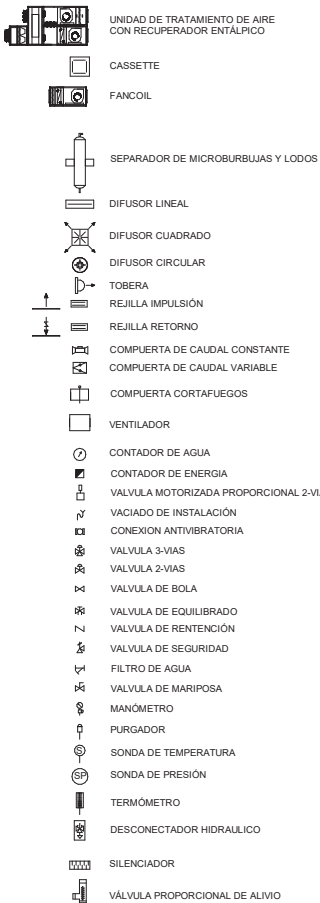 UNIDAD DE TRATAMIENTO DE AIRE
CON RECUPERADOR ENTÁLPICO
CASSETTE
FANCOIL
SEPARADOR DE MICROBURBUJAS Y LODOS
DIFUSOR LINEAL
DIFUSOR CUADRADO
DIFUSOR CIRCULAR
TOBERA
REJILLA IMPULSIÓN
REJILLA RETORNO
COMPUERTA DE CAUDAL CONSTANTE
COMPUERTA DE CAUDAL VARIABLE
COMPUERTA CORTAFUEGOS
VENTILADOR
CONTADOR DE AGUA
CONTADOR DE ENERGIA
VALVULA MOTORIZADA PROPORCIONAL 2-VI
VACIADO DE INSTALACIÓN
CONEXION ANTIVIBRATORIA
VALVULA 3-VIAS
VALVULA 2-VIAS
VALVULA DE BOLA
VALVULA DE EQUILIBRADO
VALVULA DE RENTENCIÓN
VALVULA DE SEGURIDAD
FILTRO DE AGUA
VALVULA DE MARIPOSA
MANÓMETRO
PURGADOR
S SONDA DE TEMPERATURA
SP SONDA DE PRESIÓN
TERMÓMETRO
DESCONECTADOR HIDRAULICO
SILENCIADOR
VÁLVULA PROPORCIONAL DE ALIVIO